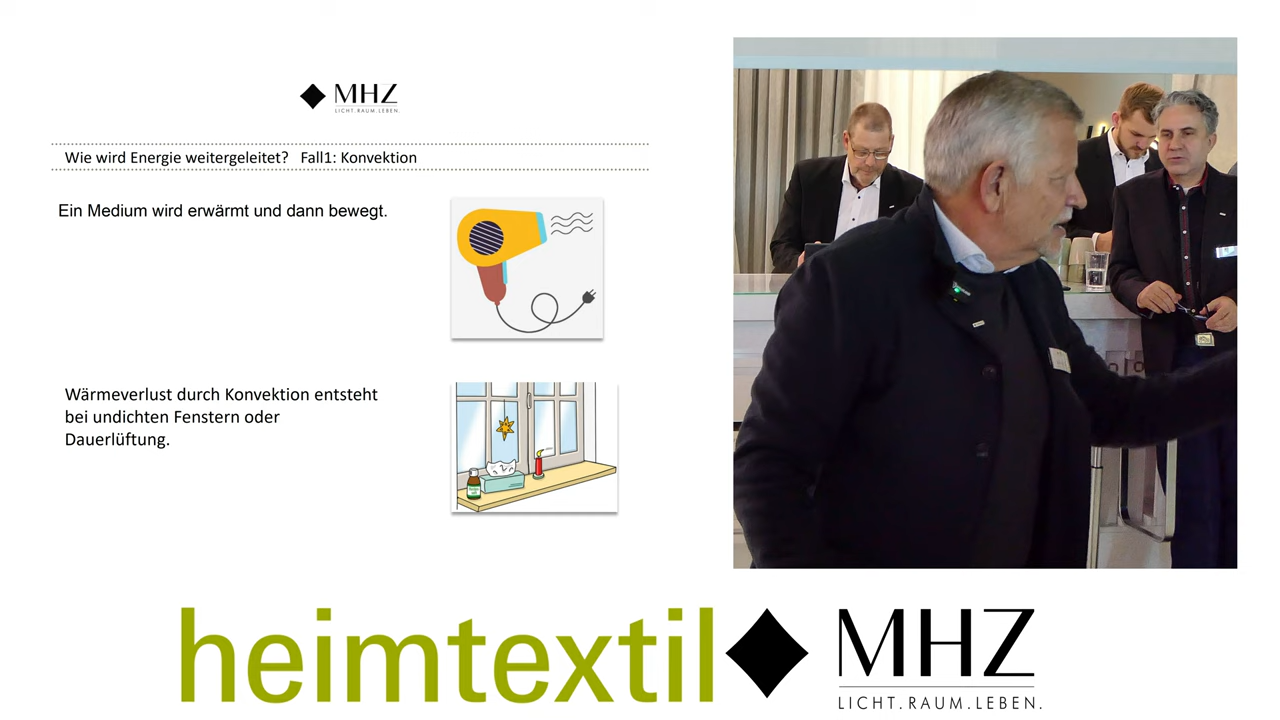 MHZ
LICHT.RAUM.LEBEN.
Wie wird Energie weitergeleitet?   Fall1: Konvektion
Ein Medium wird erwärmt und dann bewegt.
Wärmeverlust durch Konvektion entsteht
bei undichten Fenstern oder
Dauerlüftung.
heimtextil
MHZ
LICHT.RAUM.LEBEN.